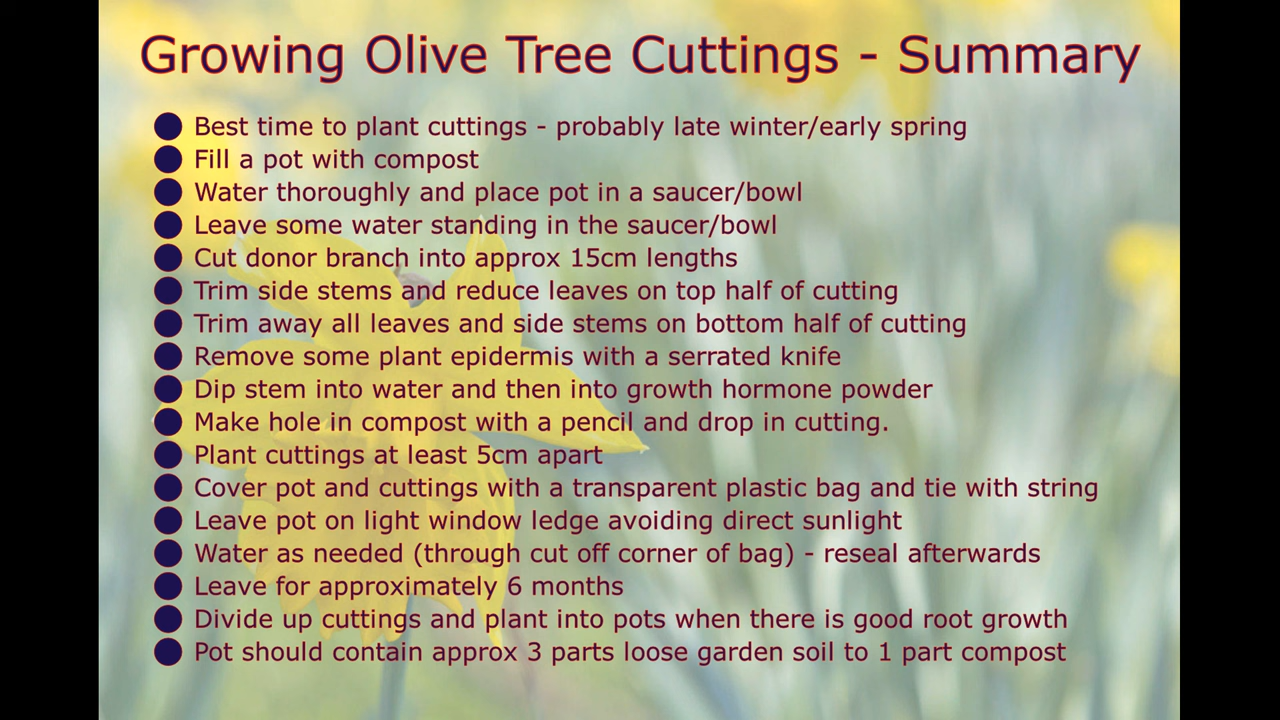 Growing Olive Tree Cuttings - Summary
Best time to plant cuttings - probably late winter/early spring
Fill a pot with compost
Water thoroughly and place pot in a saucer/bowl
Leave some water standing in the saucer/bowl
Cut donor branch into approx 15cm lengths
Trim side stems and reduce leaves on top half of cutting
Trim away all leaves and side stems on bottom half of cutting
Remove some plant epidermis with a serrated knife
Dip stem into water and then into growth hormone powder
Make hole in compost with a pencil and drop in cutting.
Plant cuttings at least 5cm apart
Cover pot and cuttings with a transparent plastic bag and tie with string
Leave pot on light window ledge avoiding direct sunlight
Water as needed (through cut off corner of bag) - reseal afterwards
Leave for approximately 6 months
Divide up cuttings and plant into pots when there is good root growth
Pot should contain approx 3 parts loose garden soil to 1 part compost